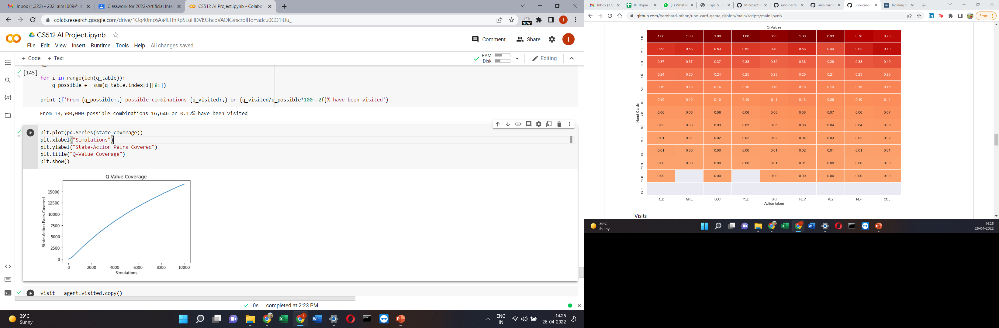 Inbox (1,322) - 2021aim1009@iit
Classwork for 2022-Artificial Intel
CS512 AI Project.ipynb - Colabor
colab.research.google.com/drive/1Oq40mc6Aa4LHhRpSEuHDVl93hcpVAOlG#scrollTo=adcu0CO1lUu_
NEW
I
CS512 AI Project.ipynb
Comment
Share
I
File Edit View Insert Runtime Tools Help All changes saved
+ Code + Text
RAM
Disk
Editing
[145]
3s
for i in range(len(q_table)):
q_possible += sum(q_table.index[i][8:])
print (f'From {q_possible:,} possible combinations {q_visited:,} or {q_visited/q_possible*100:.2f}% have been visited')
From 13,500,000 possible combinations 16,646 or 0.12% have been visited
0s
plt.plot(pd.Series(state_coverage))
plt.xlabel("Simulations")
plt.ylabel("State-Action Pairs Covered")
plt.title("Q-Value Coverage")
plt.show()
Q-Value Coverage
State-Action Pairs Covered
15000
12500
10000
7500
5000
2500
0
0 2000 4000 6000 8000 10000
Simulations
visit = agent.visited.copy()
0s completed at 2:23 PM
39°C
Sunny
ENG
IN
14:25
26-04-2022
Inbox (37,
IIT Ropar -
(1) WhatsA
Cops & Ro
Microsoft-
uno-card-
uno-card-
uno-card-
Tackling th
github.com/bernhard-pfann/uno-card-game_rl/blob/main/scripts/main.ipynb
Error
Q Values
Hand Cards
1.0 1.00 1.00 1.00 1.00 0.93 1.00 0.93 0.78 0.73
2.0 0.53 0.56 0.53 0.52 0.49 0.56 0.44 0.62 0.70
3.0 0.37 0.37 0.37 0.38 0.35 0.36 0.28 0.38 0.40
4.0 0.24 0.25 0.24 0.25 0.23 0.25 0.21 0.23 0.23
5.0 0.16 0.16 0.16 0.16 0.16 0.18 0.14 0.15 0.15
6.0 0.10 0.10 0.10 0.10 0.11 0.13 0.09 0.10 0.11
7.0 0.06 0.06 0.06 0.06 0.08 0.08 0.07 0.06 0.07
8.0 0.03 0.03 0.03 0.03 0.05 0.06 0.04 0.04 0.05
9.0 0.01 0.01 0.02 0.02 0.02 0.04 0.03 0.02 0.02
10.0 0.01 0.00 0.00 0.00 0.01 0.02 0.01 0.01 0.01
11.0 0.00 0.00 0.00 0.00 0.01 0.01 0.00 0.00 0.00
12.0 0.00 0.00 0.00 0.00 0.00 0.00 0.00
13.0
RED GRE BLU YEL SKI REV PL2 PL4 COL
Action taken
Visits
39°C
Sunny
14:25
26-04-2022